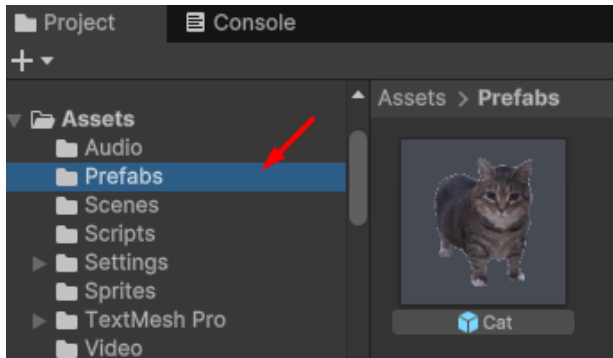 Project
Console
Assets
Audio
Prefabs
Scenes
Scripts
Settings
Sprites
TextMesh Pro
Video
Assets > Prefabs
Cat